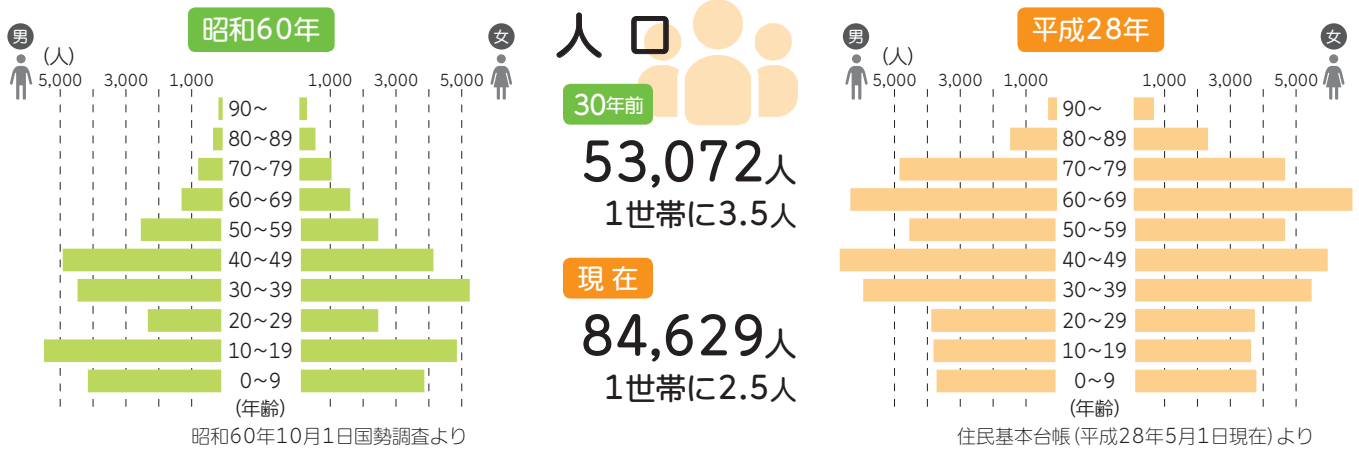 昭和60年
男
女
(人)
5,000 3,000 1,000 1,000 3,000 5,000
90~
80~89
70~79
60~69
50~59
40~49
30~39
20~29
10~19
0~9
(年齢)
昭和60年10月1日国勢調査より
人口
30年前
53,072人
1世帯に3.5人
現在
84,629人
1世帯に2.5人
平成28年
男
女
(人)
5,000 3,000 1,000 1,000 3,000 5,000
90~
80~89
70~79
60~69
50~59
40~49
30~39
20~29
10~19
0~9
(年齢)
住民基本台帳(平成28年5月1日現在)より